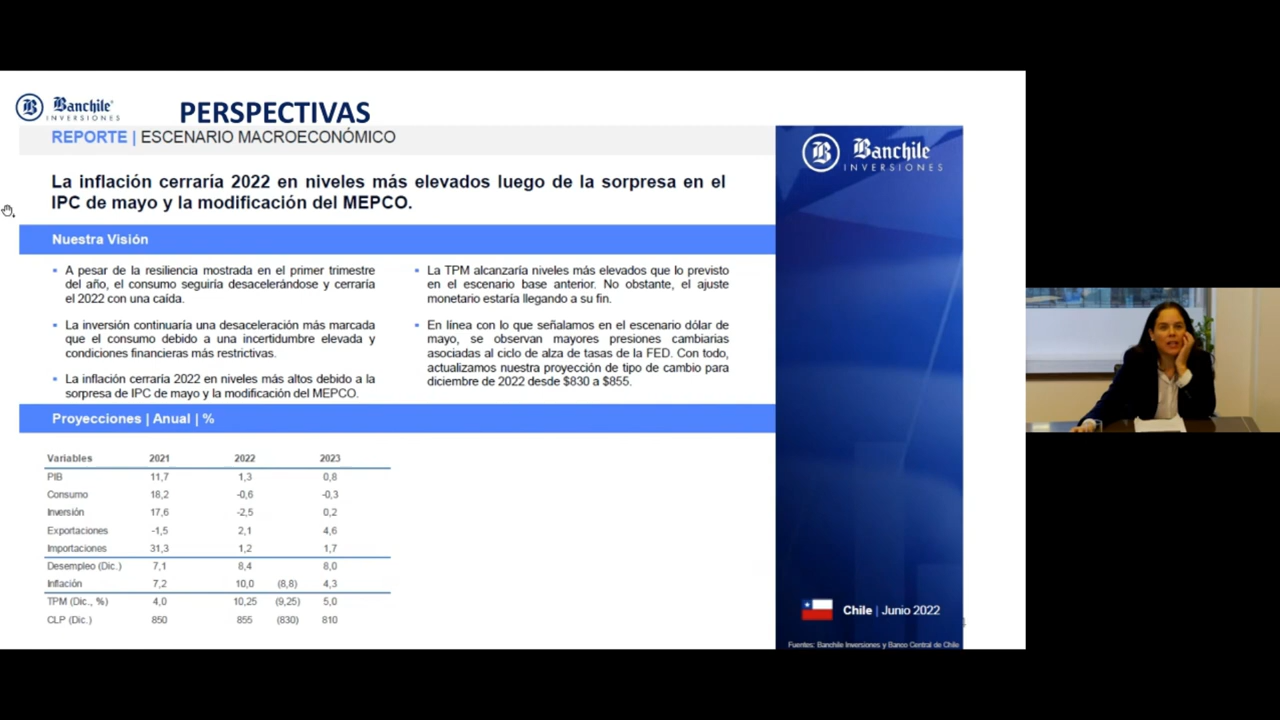 Banchile
INVERSIONES
PERSPECTIVAS
REPORTE | ESCENARIO MACROECONÓMICO
La inflación cerraría 2022 en niveles más elevados luego de la sorpresa en el
IPC de mayo y la modificación del MEPCO.
Nuestra Visión
▪ A pesar de la resiliencia mostrada en el primer trimestre
del año, el consumo seguiría desacelerándose y cerraría
el 2022 con una caída.
▪ La inversión continuaría una desaceleración más marcada
que el consumo debido a una incertidumbre elevada y
condiciones financieras más restrictivas.
▪ La inflación cerraría 2022 en niveles más altos debido a la
sorpresa de IPC de mayo y la modificación del MEPCO.
▪ La TPM alcanzaría niveles más elevados que lo previsto
en el escenario base anterior. No obstante, el ajuste
monetario estaría llegando a su fin.
▪ En línea con lo que señalamos en el escenario dólar de
mayo, se observan mayores presiones cambiarias
asociadas al ciclo de alza de tasas de la FED. Con todo,
actualizamos nuestra proyección de tipo de cambio para
diciembre de 2022 desde $830 a $855.
Proyecciones | Anual | %
Variables 2021 2022 2023
PIB 11,7 1,3 0,8
Consumo 18,2 -0,6 -0,3
Inversión 17,6 -2,5 0,2
Exportaciones -1,5 2,1 4,6
Importaciones 31,3 1,2 1,7
Desempleo (Dic.) 7,1 8,4 8,0
Inflación 7,2 10,0 (8,8) 4,3
TPM (Dic., %) 4,0 10,25 (9,25) 5,0
CLP (Dic.) 850 855 (830) 810
Banchile
INVERSIONES
Chile | Junio 2022
Fuentes: Banchile Inversiones y Banco Central de Chile